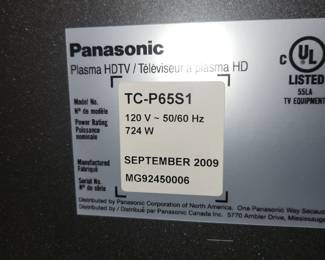 Panasonic
Plasma HDTV / Téléviseur à plasma HD
C UL
LISTED
55LA
TV EQUIPMENT
Model No.
N° de modèle
TC-P65S1
Power Rating
Puissance
nominale
120 V ~ 50/60 Hz
724 W
Manufactured
Fabriqué
SEPTEMBER 2009
Serial No.
N° de série
MG92450006
Distributed by Panasonic Corporation of North America. One Panasonic Way Secaucus
Distributed by / Distribué par Panasonic Canada Inc. 5770 Ambler Drive, Mississauga